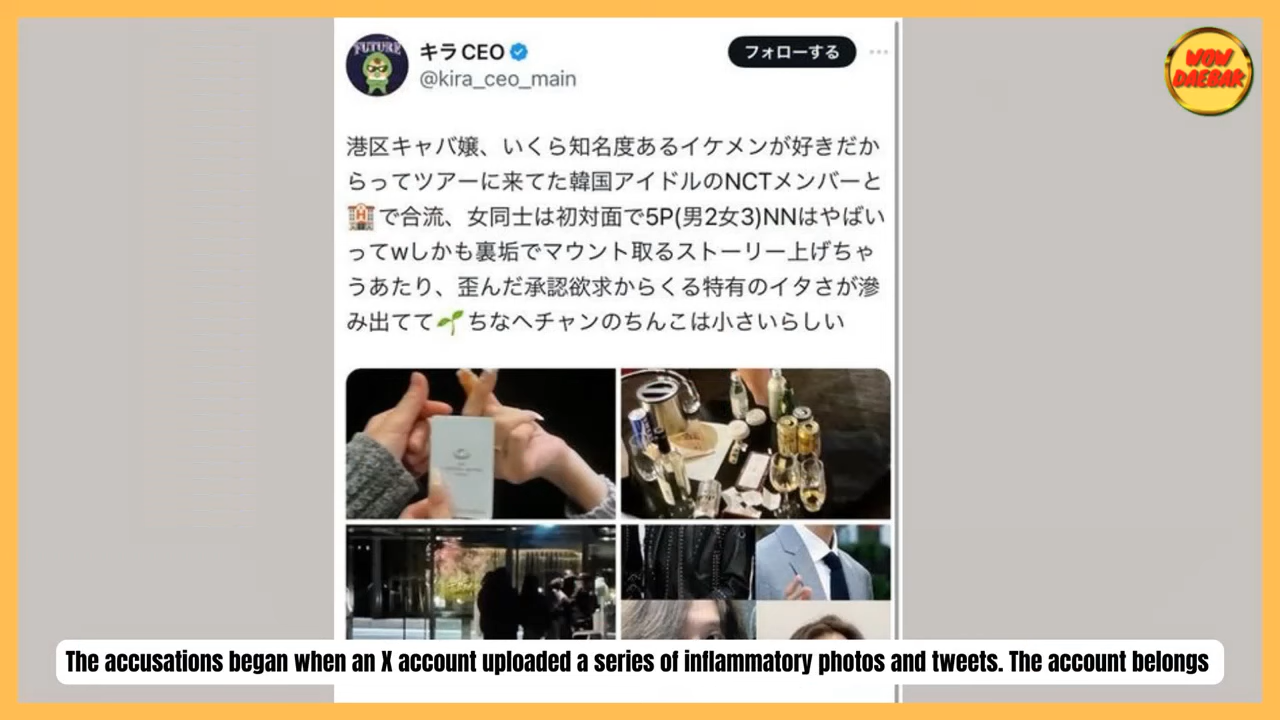 FUTURE
キラCEO
@kira_ceo_main
フォローする
WOW
DAEBAK
港区キャバ嬢、いくら知名度あるイケメンが好きだか
らってツアーに来てた韓国アイドルのNCTメンバーと
🏩で合流、女同士は初対面で5P(男2女3)NNはやばい
ってwしかも裏垢でマウント取るストーリー上げちゃ
うあたり、歪んだ承認欲求からくる特有のイタさが滲
み出てて🌱ちなヘチャンのちんこは小さいらしい
The accusations began when an X account uploaded a series of inflammatory photos and tweets. The account belongs